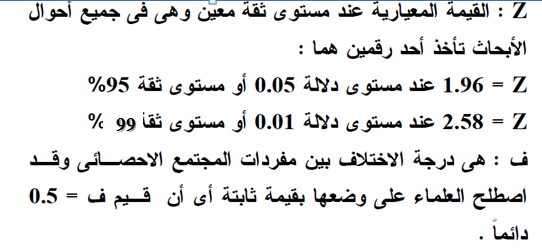 Z : القيمة المعيارية عند مستوى ثقة معين وهى فى جميع أحوال
الأبحاث تأخذ أحد رقمين هما :
Z = 1.96 عند مستوى دلالة 0.05 أو مستوى ثقة 95%
Z = 2.58 عند مستوى دلالة 0.01 أو مستوى ثقة 99 %
ف : هى درجة الاختلاف بين مفردات المجتمع الاحصائى وقد
اصطلح العلماء على وضعها بقيمة ثابتة أى أن قيم ف = 0.5
دائماً .